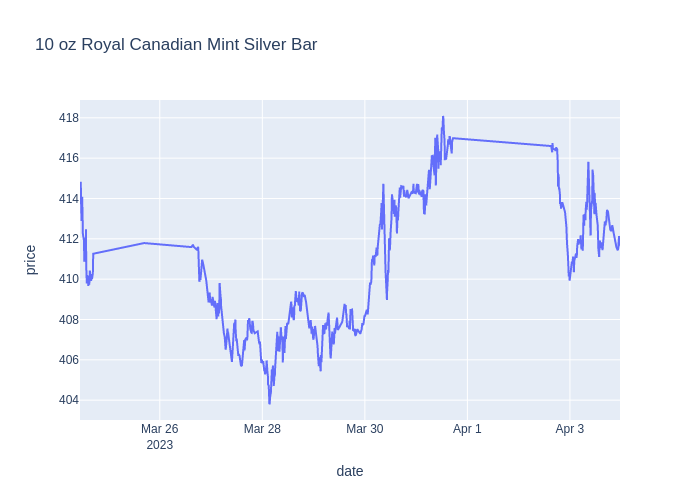 10 oz Royal Canadian Mint Silver Bar
418
416
414
412
410
408
406
404
price
Mar 26
2023
Mar 28
Mar 30
Apr 1
Apr 3
date